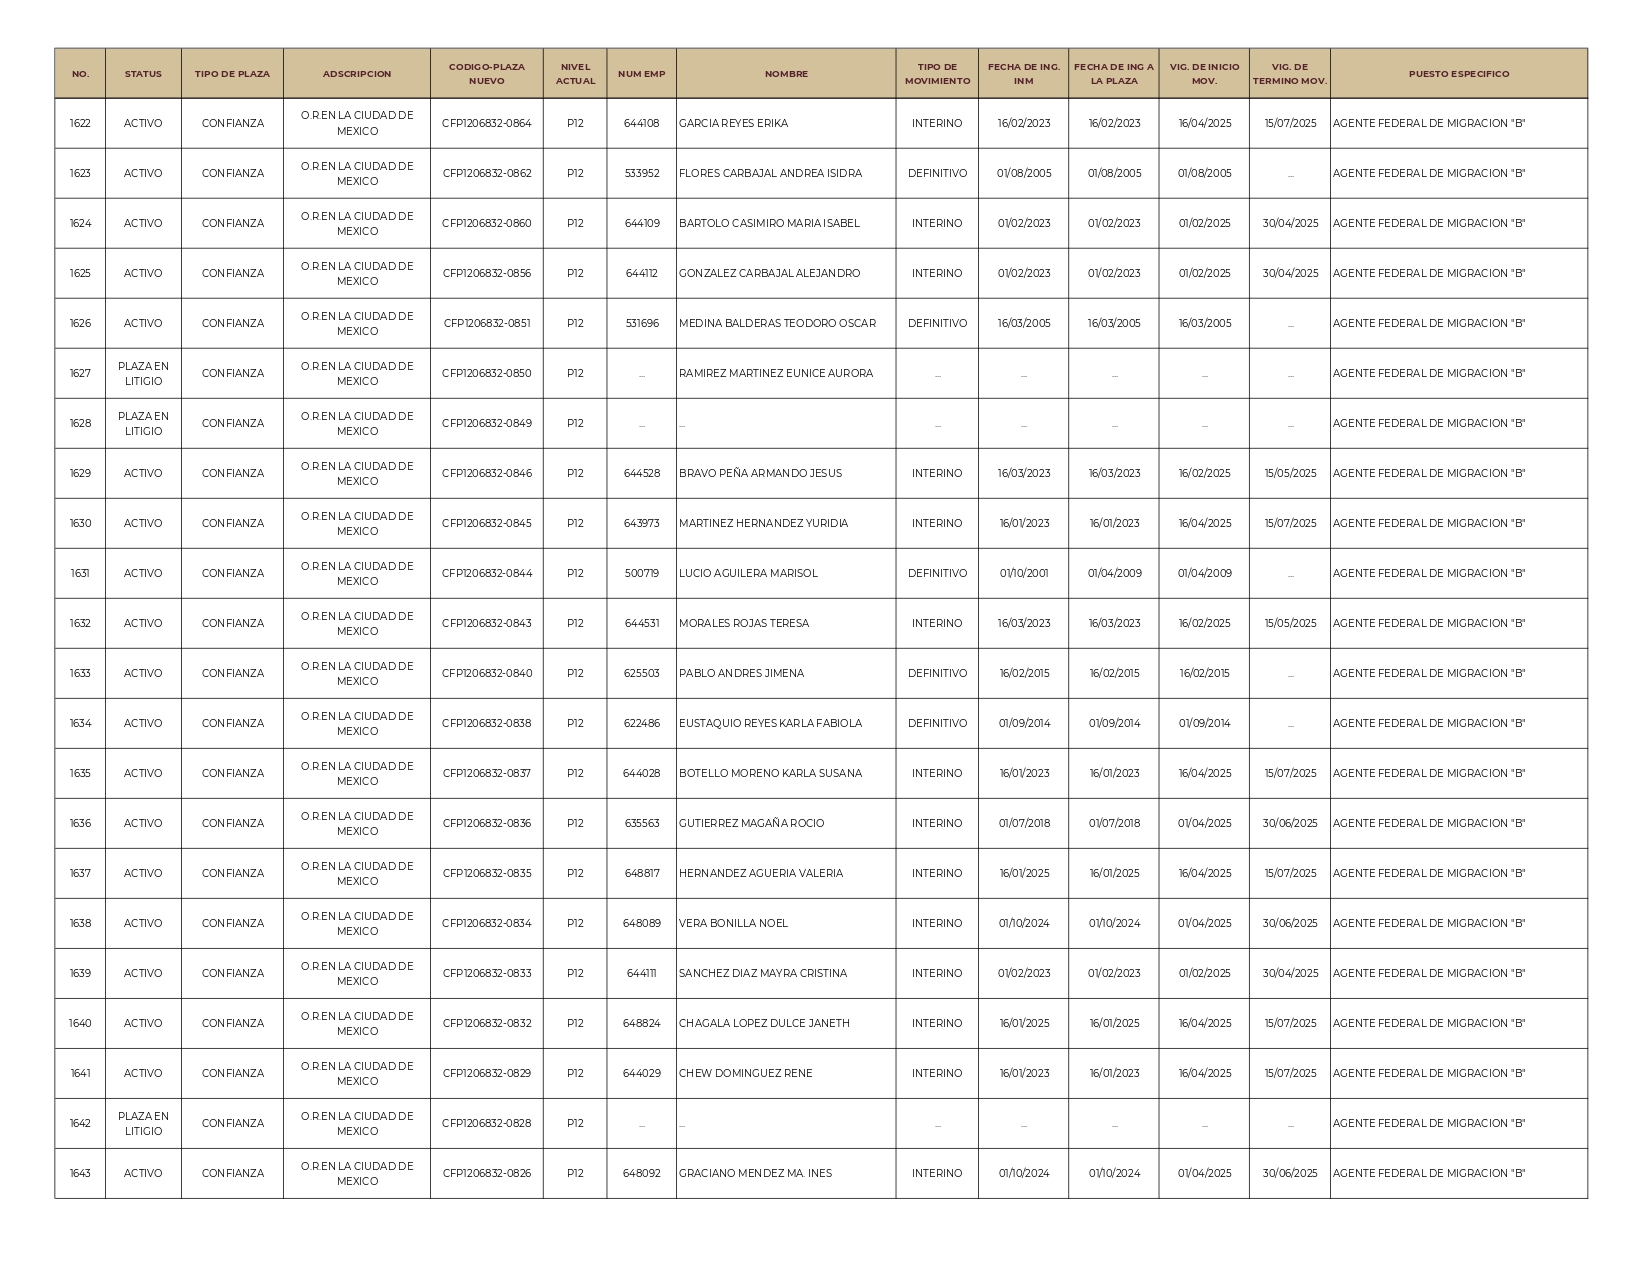 NO. STATUS TIPO DE PLAZA ADSCRIPCION CODIGO-PLAZA NUEVO NIVEL ACTUAL NUM EMP NOMBRE TIPO DE MOVIMIENTO FECHA DE ING. INM FECHA DE ING A LA PLAZA VIG. DE INICIO MOV. VIG. DE TERMINO MOV. PUESTO ESPECIFICO
1622 ACTIVO CONFIANZA O.R.EN LA CIUDAD DE MEXICO CFP1206832-0864 P12 644108 GARCIA REYES ERIKA INTERINO 16/02/2023 16/02/2023 16/04/2025 15/07/2025 AGENTE FEDERAL DE MIGRACION "B"
1623 ACTIVO CONFIANZA O.R.EN LA CIUDAD DE MEXICO CFP1206832-0862 P12 533952 FLORES CARBAJAL ANDREA ISIDRA DEFINITIVO 01/08/2005 01/08/2005 01/08/2005 ... AGENTE FEDERAL DE MIGRACION "B"
1624 ACTIVO CONFIANZA O.R.EN LA CIUDAD DE MEXICO CFP1206832-0860 P12 644109 BARTOLO CASIMIRO MARIA ISABEL INTERINO 01/02/2023 01/02/2023 01/02/2025 30/04/2025 AGENTE FEDERAL DE MIGRACION "B"
1625 ACTIVO CONFIANZA O.R.EN LA CIUDAD DE MEXICO CFP1206832-0856 P12 644112 GONZALEZ CARBAJAL ALEJANDRO INTERINO 01/02/2023 01/02/2023 01/02/2025 30/04/2025 AGENTE FEDERAL DE MIGRACION "B"
1626 ACTIVO CONFIANZA O.R.EN LA CIUDAD DE MEXICO CFP1206832-0851 P12 531696 MEDINA BALDERAS TEODORO OSCAR DEFINITIVO 16/03/2005 16/03/2005 16/03/2005 ... AGENTE FEDERAL DE MIGRACION "B"
1627 PLAZA EN LITIGIO CONFIANZA O.R.EN LA CIUDAD DE MEXICO CFP1206832-0850 P12 ... RAMIREZ MARTINEZ EUNICE AURORA ... ... ... ... ... AGENTE FEDERAL DE MIGRACION "B"
1628 PLAZA EN LITIGIO CONFIANZA O.R.EN LA CIUDAD DE MEXICO CFP1206832-0849 P12 ... ... ... ... ... ... ... AGENTE FEDERAL DE MIGRACION "B"
1629 ACTIVO CONFIANZA O.R.EN LA CIUDAD DE MEXICO CFP1206832-0846 P12 644528 BRAVO PEÑA ARMANDO JESUS INTERINO 16/03/2023 16/03/2023 16/02/2025 15/05/2025 AGENTE FEDERAL DE MIGRACION "B"
1630 ACTIVO CONFIANZA O.R.EN LA CIUDAD DE MEXICO CFP1206832-0845 P12 643973 MARTINEZ HERNANDEZ YURIDIA INTERINO 16/01/2023 16/01/2023 16/04/2025 15/07/2025 AGENTE FEDERAL DE MIGRACION "B"
1631 ACTIVO CONFIANZA O.R.EN LA CIUDAD DE MEXICO CFP1206832-0844 P12 500719 LUCIO AGUILERA MARISOL DEFINITIVO 01/10/2001 01/04/2009 01/04/2009 ... AGENTE FEDERAL DE MIGRACION "B"
1632 ACTIVO CONFIANZA O.R.EN LA CIUDAD DE MEXICO CFP1206832-0843 P12 644531 MORALES ROJAS TERESA INTERINO 16/03/2023 16/03/2023 16/02/2025 15/05/2025 AGENTE FEDERAL DE MIGRACION "B"
1633 ACTIVO CONFIANZA O.R.EN LA CIUDAD DE MEXICO CFP1206832-0840 P12 625503 PABLO ANDRES JIMENA DEFINITIVO 16/02/2015 16/02/2015 16/02/2015 ... AGENTE FEDERAL DE MIGRACION "B"
1634 ACTIVO CONFIANZA O.R.EN LA CIUDAD DE MEXICO CFP1206832-0838 P12 622486 EUSTAQUIO REYES KARLA FABIOLA DEFINITIVO 01/09/2014 01/09/2014 01/09/2014 ... AGENTE FEDERAL DE MIGRACION "B"
1635 ACTIVO CONFIANZA O.R.EN LA CIUDAD DE MEXICO CFP1206832-0837 P12 644028 BOTELLO MORENO KARLA SUSANA INTERINO 16/01/2023 16/01/2023 16/04/2025 15/07/2025 AGENTE FEDERAL DE MIGRACION "B"
1636 ACTIVO CONFIANZA O.R.EN LA CIUDAD DE MEXICO CFP1206832-0836 P12 635563 GUTIERREZ MAGAÑA ROCIO INTERINO 01/07/2018 01/07/2018 01/04/2025 30/06/2025 AGENTE FEDERAL DE MIGRACION "B"
1637 ACTIVO CONFIANZA O.R.EN LA CIUDAD DE MEXICO CFP1206832-0835 P12 648817 HERNANDEZ AGUERIA VALERIA INTERINO 16/01/2025 16/01/2025 16/04/2025 15/07/2025 AGENTE FEDERAL DE MIGRACION "B"
1638 ACTIVO CONFIANZA O.R.EN LA CIUDAD DE MEXICO CFP1206832-0834 P12 648089 VERA BONILLA NOEL INTERINO 01/10/2024 01/10/2024 01/04/2025 30/06/2025 AGENTE FEDERAL DE MIGRACION "B"
1639 ACTIVO CONFIANZA O.R.EN LA CIUDAD DE MEXICO CFP1206832-0833 P12 644111 SANCHEZ DIAZ MAYRA CRISTINA INTERINO 01/02/2023 01/02/2023 01/02/2025 30/04/2025 AGENTE FEDERAL DE MIGRACION "B"
1640 ACTIVO CONFIANZA O.R.EN LA CIUDAD DE MEXICO CFP1206832-0832 P12 648824 CHAGALA LOPEZ DULCE JANETH INTERINO 16/01/2025 16/01/2025 16/04/2025 15/07/2025 AGENTE FEDERAL DE MIGRACION "B"
1641 ACTIVO CONFIANZA O.R.EN LA CIUDAD DE MEXICO CFP1206832-0829 P12 644029 CHEW DOMINGUEZ RENE INTERINO 16/01/2023 16/01/2023 16/04/2025 15/07/2025 AGENTE FEDERAL DE MIGRACION "B"
1642 PLAZA EN LITIGIO CONFIANZA O.R.EN LA CIUDAD DE MEXICO CFP1206832-0828 P12 ... ... ... ... ... ... ... AGENTE FEDERAL DE MIGRACION "B"
1643 ACTIVO CONFIANZA O.R.EN LA CIUDAD DE MEXICO CFP1206832-0826 P12 648092 GRACIANO MENDEZ MA. INES INTERINO 01/10/2024 01/10/2024 01/04/2025 30/06/2025 AGENTE FEDERAL DE MIGRACION "B"